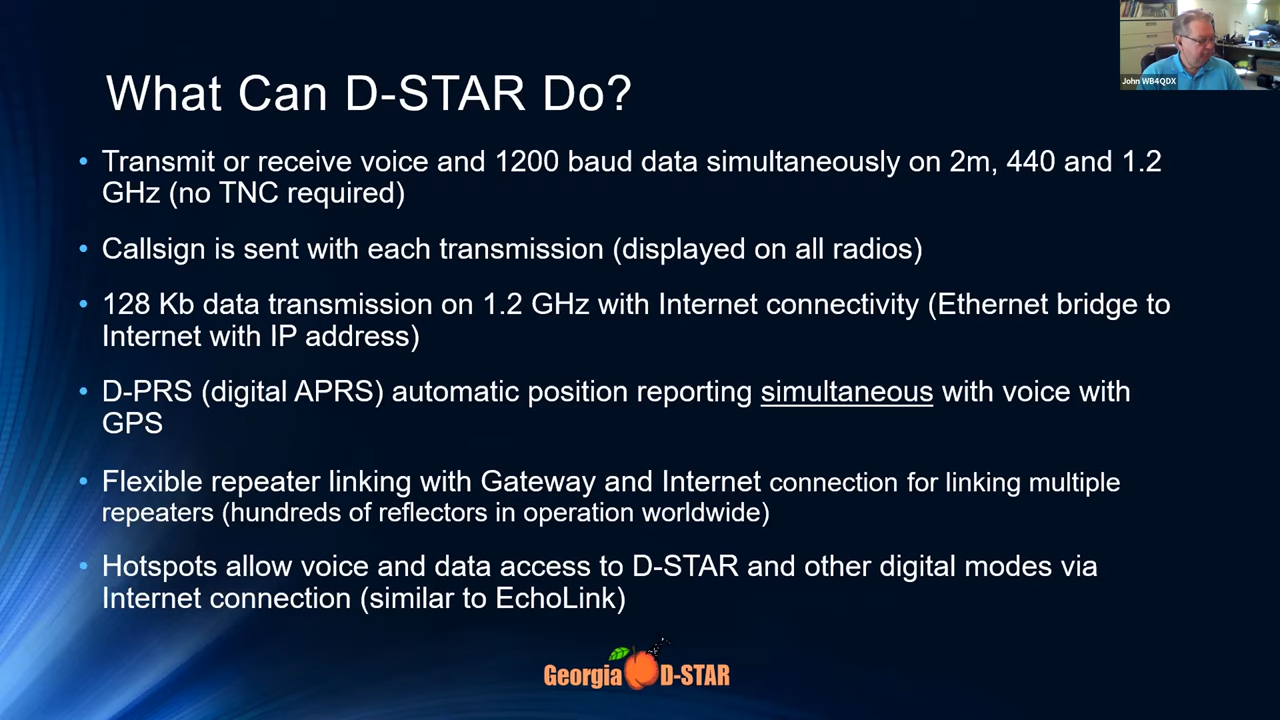 John WB4QDX
What Can D-STAR Do?
• Transmit or receive voice and 1200 baud data simultaneously on 2m, 440 and 1.2
GHz (no TNC required)
• Callsign is sent with each transmission (displayed on all radios)
• 128 Kb data transmission on 1.2 GHz with Internet connectivity (Ethernet bridge to
Internet with IP address)
• D-PRS (digital APRS) automatic position reporting simultaneous with voice with
GPS
• Flexible repeater linking with Gateway and Internet connection for linking multiple
repeaters (hundreds of reflectors in operation worldwide)
• Hotspots allow voice and data access to D-STAR and other digital modes via
Internet connection (similar to EchoLink)
Georgia D-STAR